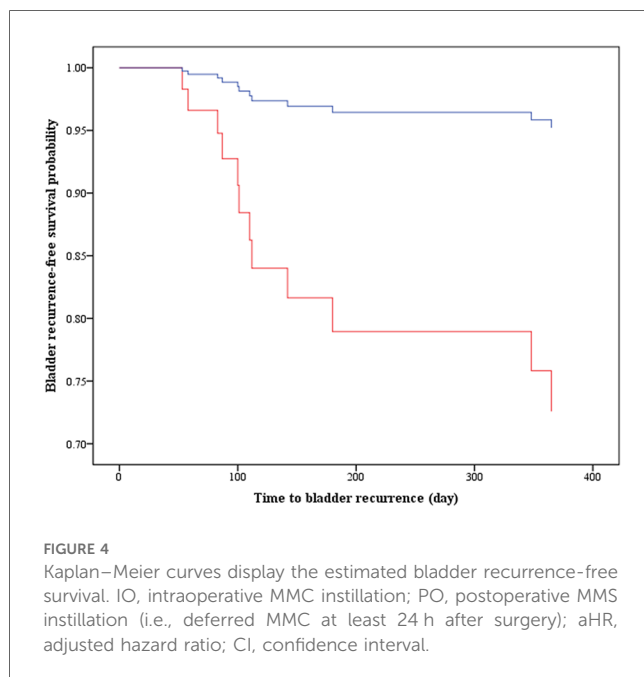 1.00
0.95
0.90
0.85
0.80
0.75
0.70
Bladder recurrence-free survival probability
0
100
200
300
400
Time to bladder recurrence (day)
FIGURE 4
Kaplan–Meier curves display the estimated bladder recurrence-free
survival. IO, intraoperative MMC instillation; PO, postoperative MMS
instillation (i.e., deferred MMC at least 24 h after surgery); aHR,
adjusted hazard ratio; CI, confidence interval.